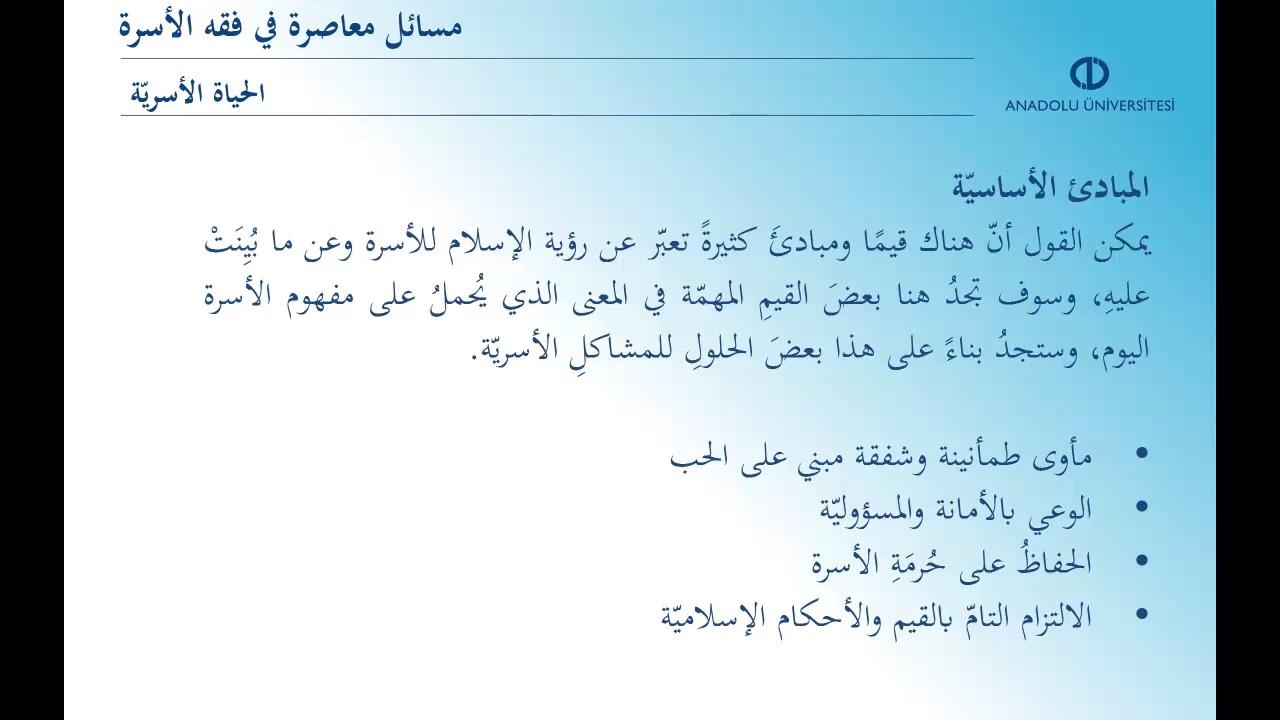 مسائل معاصرة في فقه الأسرة
الحياة الأسريّة
ANADOLU ÜNİVERSİTESİ
المبادئ الأساسيّة
يمكن القول أنّ هناك قيمًا ومبادئَ كثيرةً تعبّر عن رؤية الإسلام للأسرة وعن ما بُيِنَتْ
عليهِ، وسوف تجدُ هنا بعضَ القيمِ المهمّة في المعنى الذي يُحملُ على مفهوم الأسرة
اليوم، وستجدُ بناءً على هذا بعضَ الحلولِ للمشاكلِ الأسريّة.
• مأوى طمأنينة وشفقة مبني على الحب
• الوعي بالأمانة والمسؤوليّة
• الحفاظُ على حُرمَةِ الأسرة
• الالتزام التامّ بالقيم والأحكام الإسلاميّة